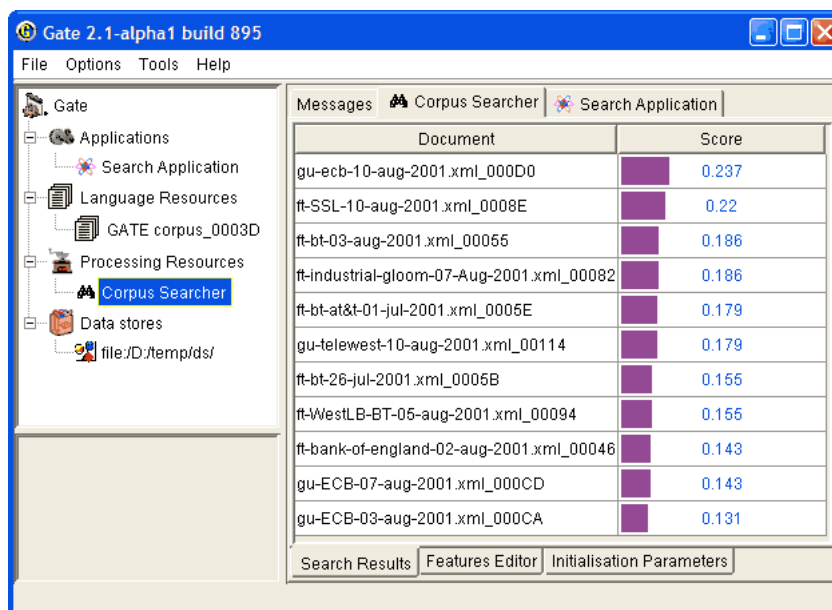 Gate 2.1-alpha1 build 895
File Options Tools Help
Gate
Applications
Search Application
Language Resources
GATE corpus_0003D
Processing Resources
Corpus Searcher
Data stores
file:/D:/temp/ds/
Messages Corpus Searcher Search Application
Document Score
gu-ecb-10-aug-2001.xml_000D0 0.237
ft-SSL-10-aug-2001.xml_0008E 0.22
ft-bt-03-aug-2001.xml_00055 0.186
ft-industrial-gloom-07-Aug-2001.xml_00082 0.186
ft-bt-at&t-01-jul-2001.xml_0005E 0.179
gu-telewest-10-aug-2001.xml_00114 0.179
ft-bt-26-jul-2001.xml_0005B 0.155
ft-WestLB-BT-05-aug-2001.xml_00094 0.155
ft-bank-of-england-02-aug-2001.xml_00046 0.143
gu-ECB-07-aug-2001.xml_000CD 0.143
gu-ECB-03-aug-2001.xml_000CA 0.131
Search Results Features Editor Initialisation Parameters